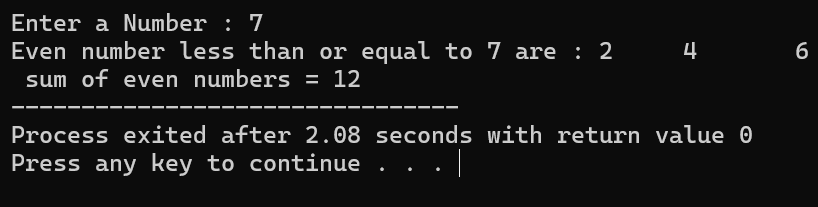 Enter a Number : 7
Even number less than or equal to 7 are : 2     4       6
 sum of even numbers = 12
--------------------------------
Process exited after 2.08 seconds with return value 0
Press any key to continue . . .